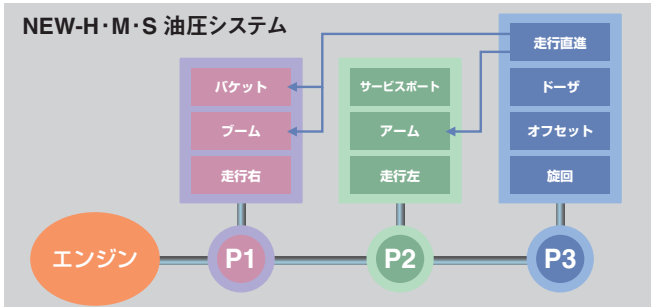 NEW-H・M・S 油圧システム
走行直進
バケット
サービスポート
ドーザ
ブーム
アーム
オフセット
走行右
走行左
旋回
エンジン
P1
P2
P3